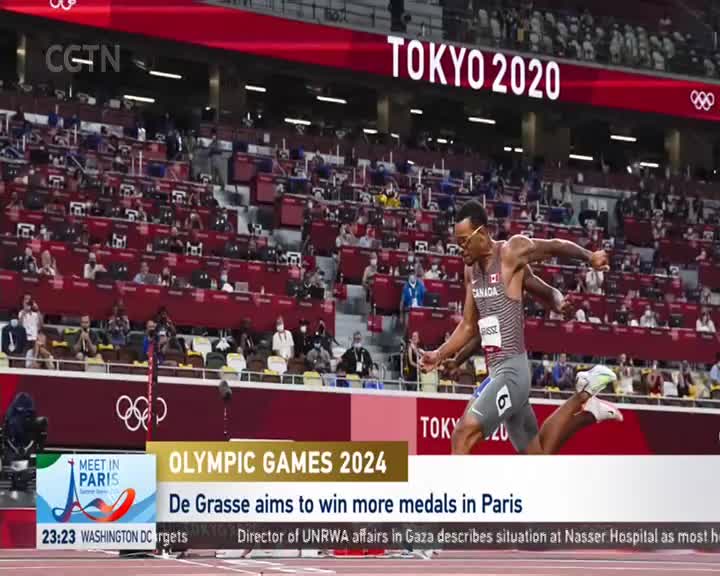 CGTN
TOKYO 2020
CANADA
GRASSE
6
MEET IN
PARIS
OLYMPIC GAMES 2024
De Grasse aims to win more medals in Paris
23:23 WASHINGTON DC
argets Director of UNRWA affairs in Gaza describes situation at Nasser Hospital as most h